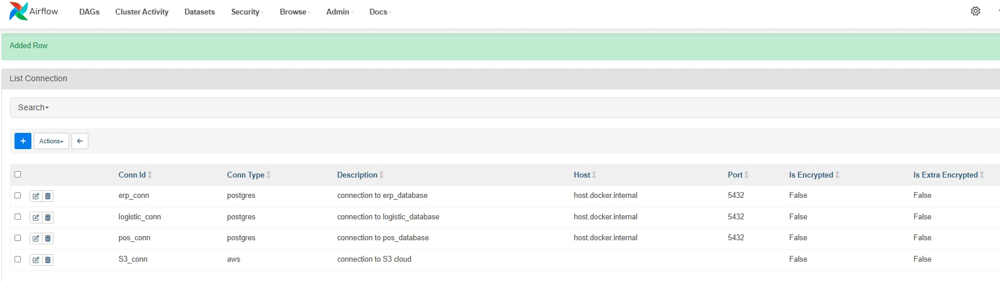 Airflow DAGs Cluster Activity Datasets Security Browse Admin Docs
Added Row
List Connection
Search
+ Actions
Conn Id Conn Type Description Host Port Is Encrypted Is Extra Encrypted
erp_conn postgres connection to erp_database host.docker.internal 5432 False False
logistic_conn postgres connection to logistic_database host.docker.internal 5432 False False
pos_conn postgres connection to pos_database host.docker.internal 5432 False False
S3_conn aws connection to S3 cloud False False